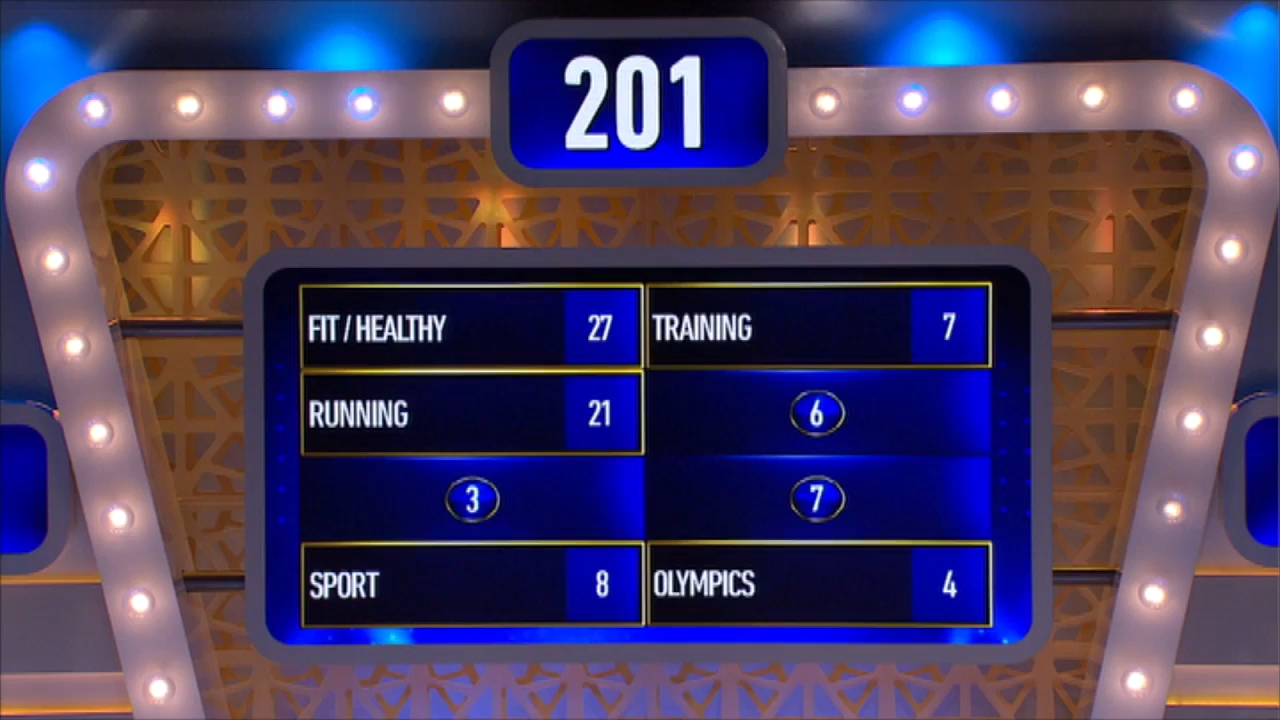 201
FIT / HEALTHY 27
TRAINING 7
RUNNING 21
6
3
7
SPORT 8
OLYMPICS 4